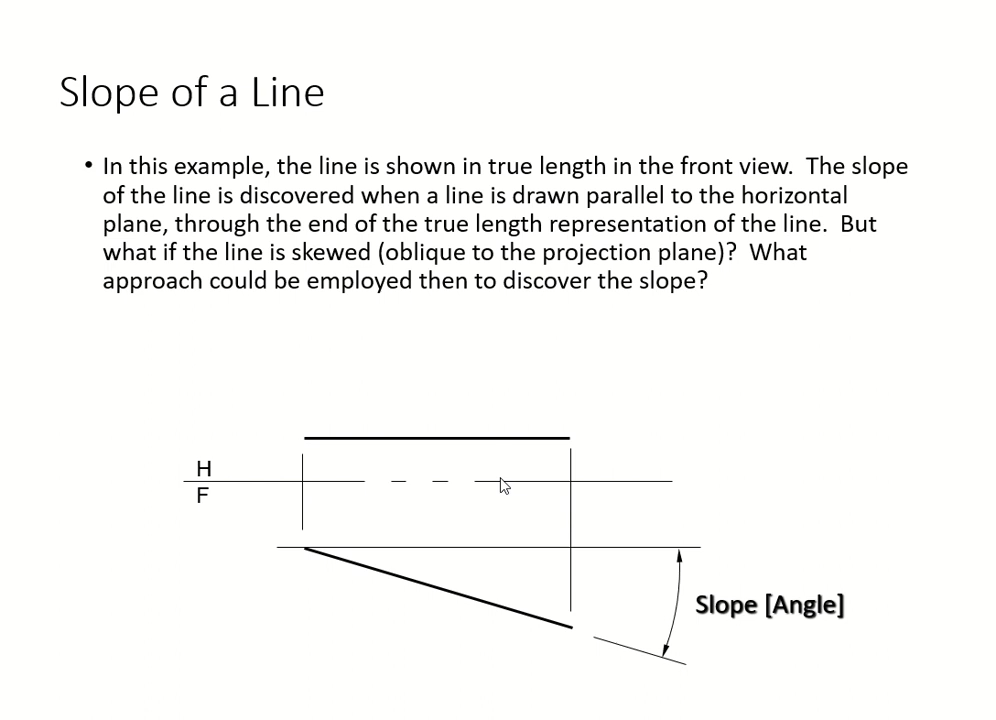 Slope of a Line
• In this example, the line is shown in true length in the front view.  The slope
of the line is discovered when a line is drawn parallel to the horizontal
plane, through the end of the true length representation of the line.  But
what if the line is skewed (oblique to the projection plane)?  What
approach could be employed then to discover the slope?
H
F
Slope [Angle]